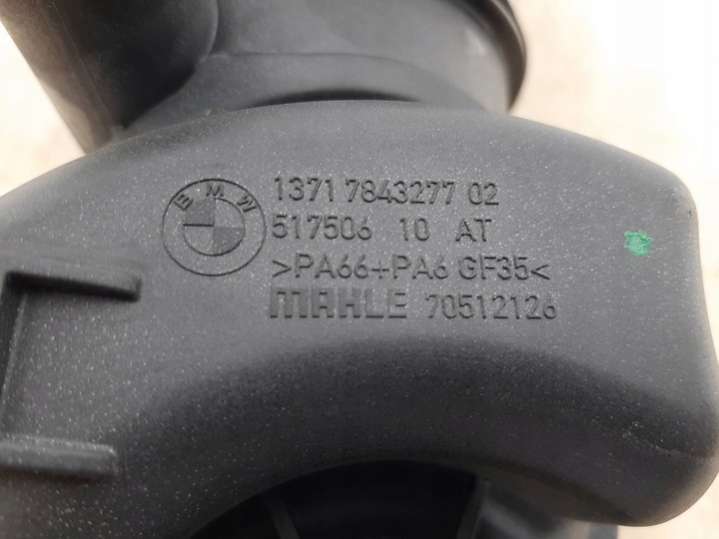 BMW
1371 7843277 02
517506 10 AT
>PA66+PA6 GF35<
MAHLE 70512126